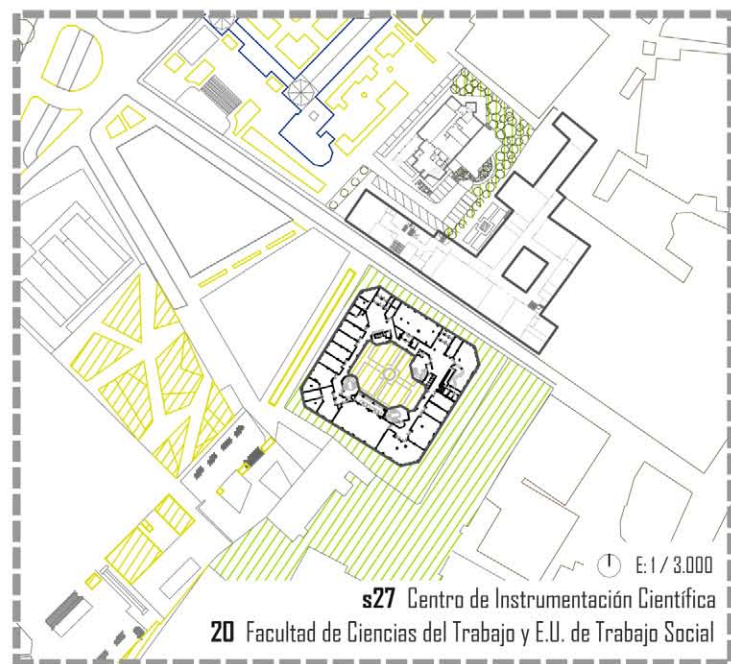 E: 1 / 3.000
s27 Centro de Instrumentación Científica
20 Facultad de Ciencias del Trabajo y E.U. de Trabajo Social